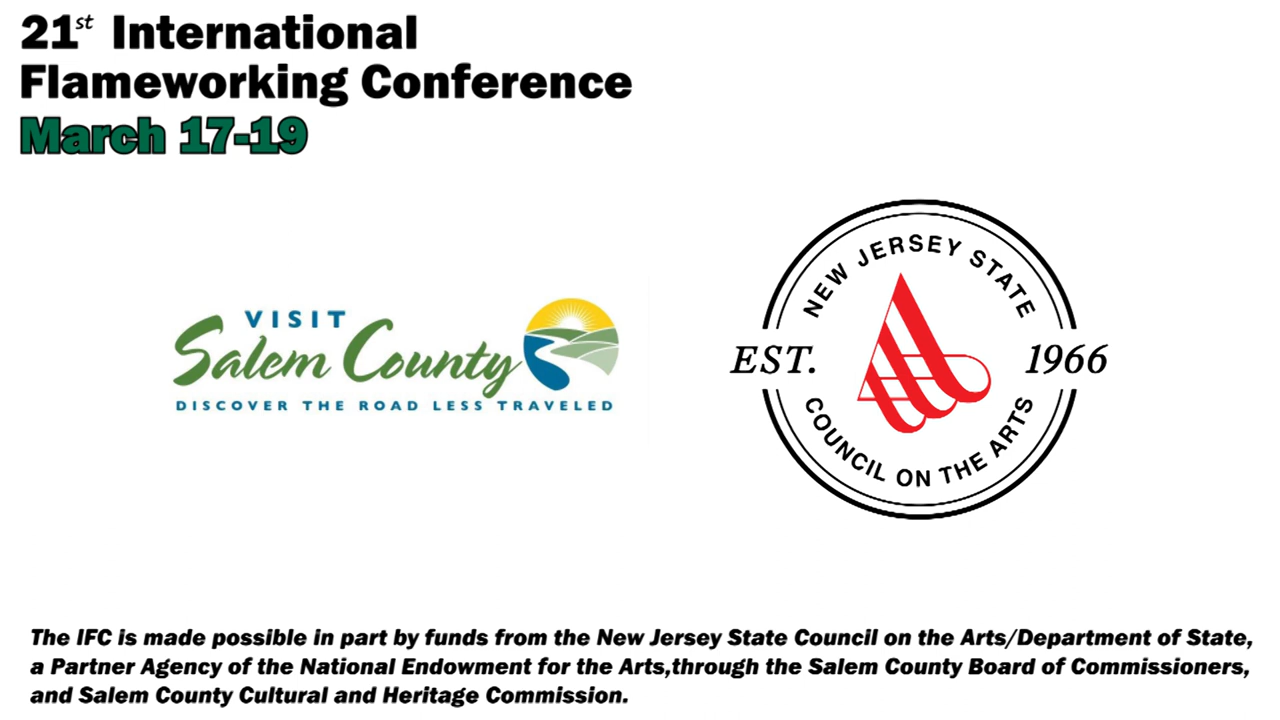 21st International
Flameworking Conference
March 17-19
VISIT
Salem County
DISCOVER THE ROAD LESS TRAVELED
NEW JERSEY STATE
EST. 1966
COUNCIL ON THE ARTS
The IFC is made possible in part by funds from the New Jersey State Council on the Arts/Department of State,
a Partner Agency of the National Endowment for the Arts,through the Salem County Board of Commissioners,
and Salem County Cultural and Heritage Commission.